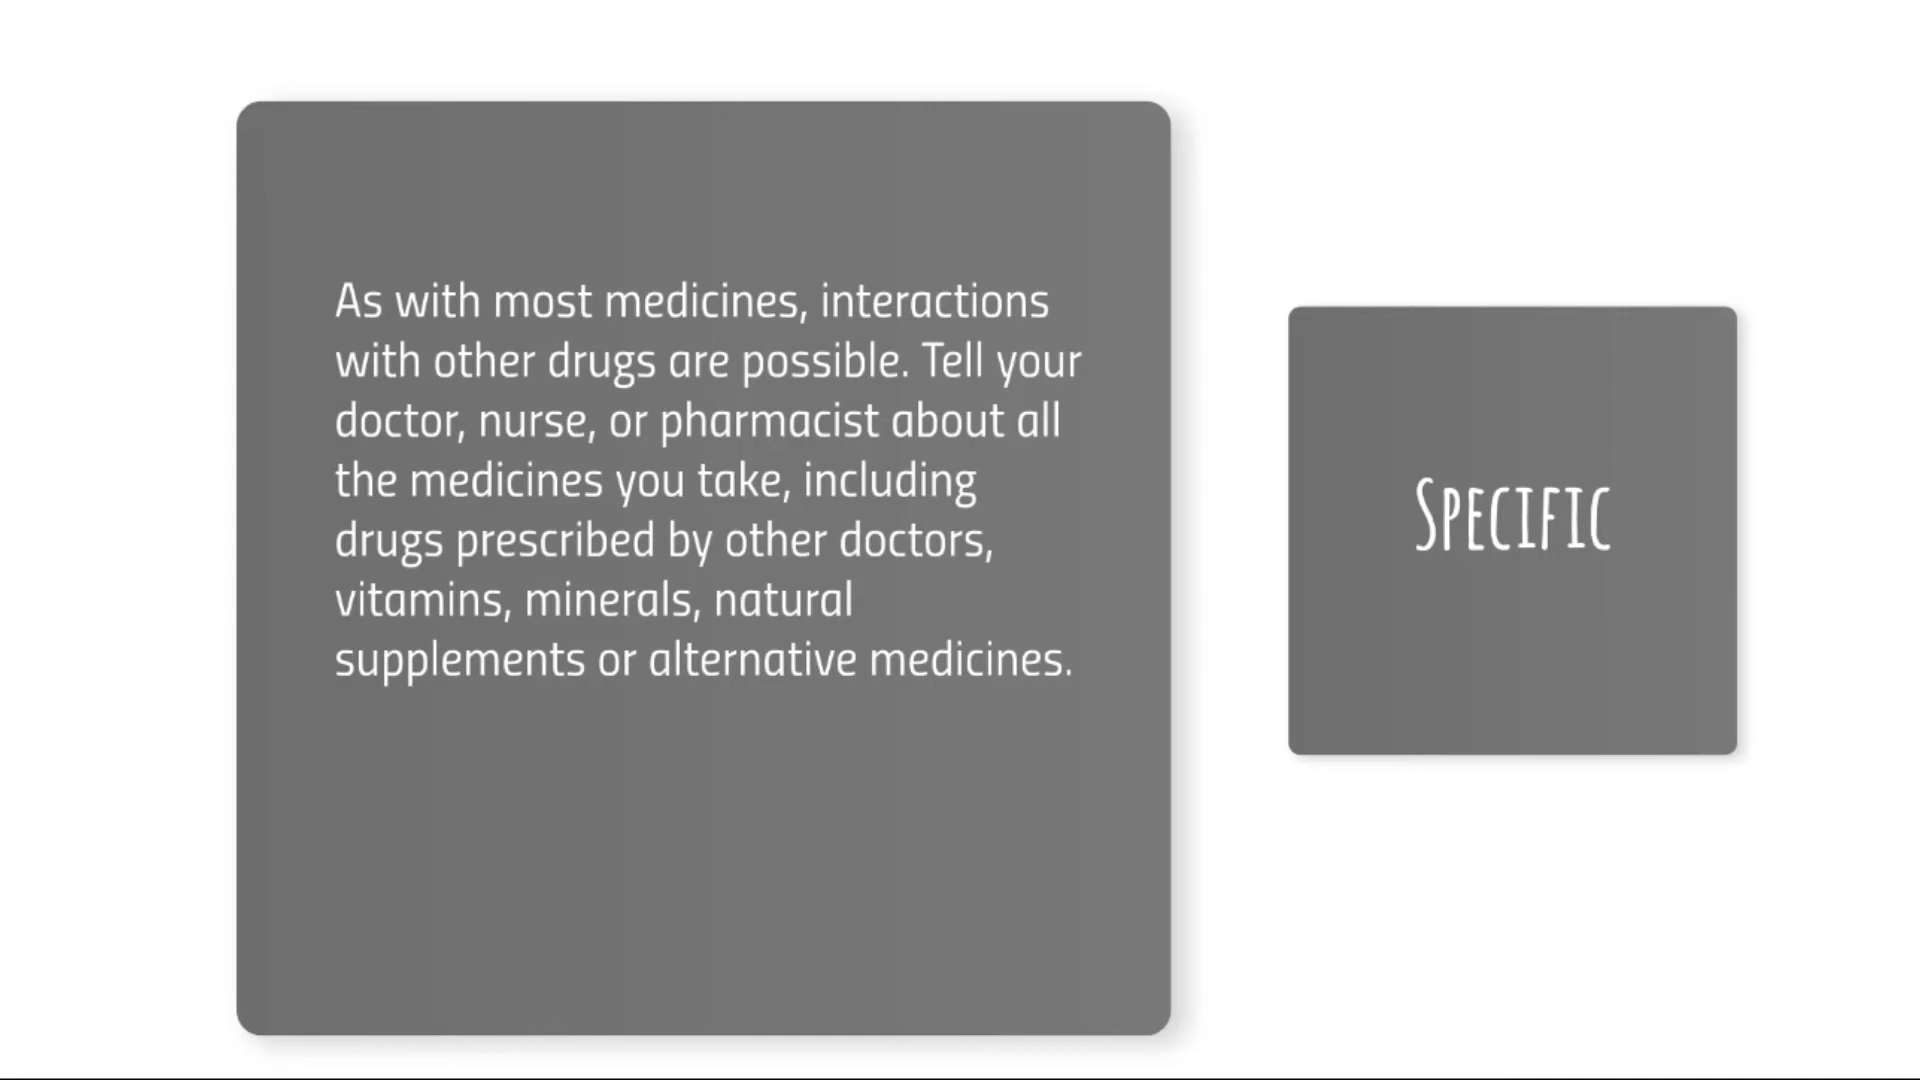 As with most medicines, interactions
with other drugs are possible. Tell your
doctor, nurse, or pharmacist about all
the medicines you take, including
drugs prescribed by other doctors,
vitamins, minerals, natural
supplements or alternative medicines.
Specific